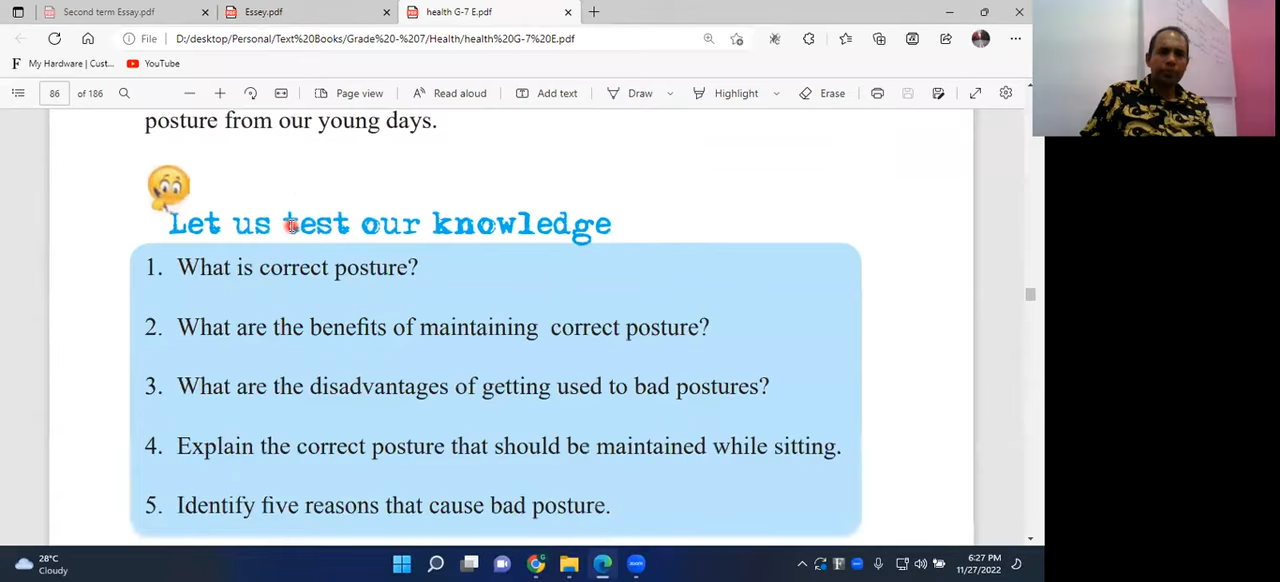 Second term Essay.pdf
Essey.pdf
health G-7 E.pdf
File
D:/desktop/Personal/Text%20Books/Grade%20-%207/Health/health%20G-7%20E.pdf
F My Hardware | Cust...
YouTube
86 of 186
Page view
Read aloud
Add text
Draw
Highlight
Erase
posture from our young days.
Let us test our knowledge
1. What is correct posture?
2. What are the benefits of maintaining correct posture?
3. What are the disadvantages of getting used to bad postures?
4. Explain the correct posture that should be maintained while sitting.
5. Identify five reasons that cause bad posture.
28°C
Cloudy
zoom
F
6:27 PM
11/27/2022